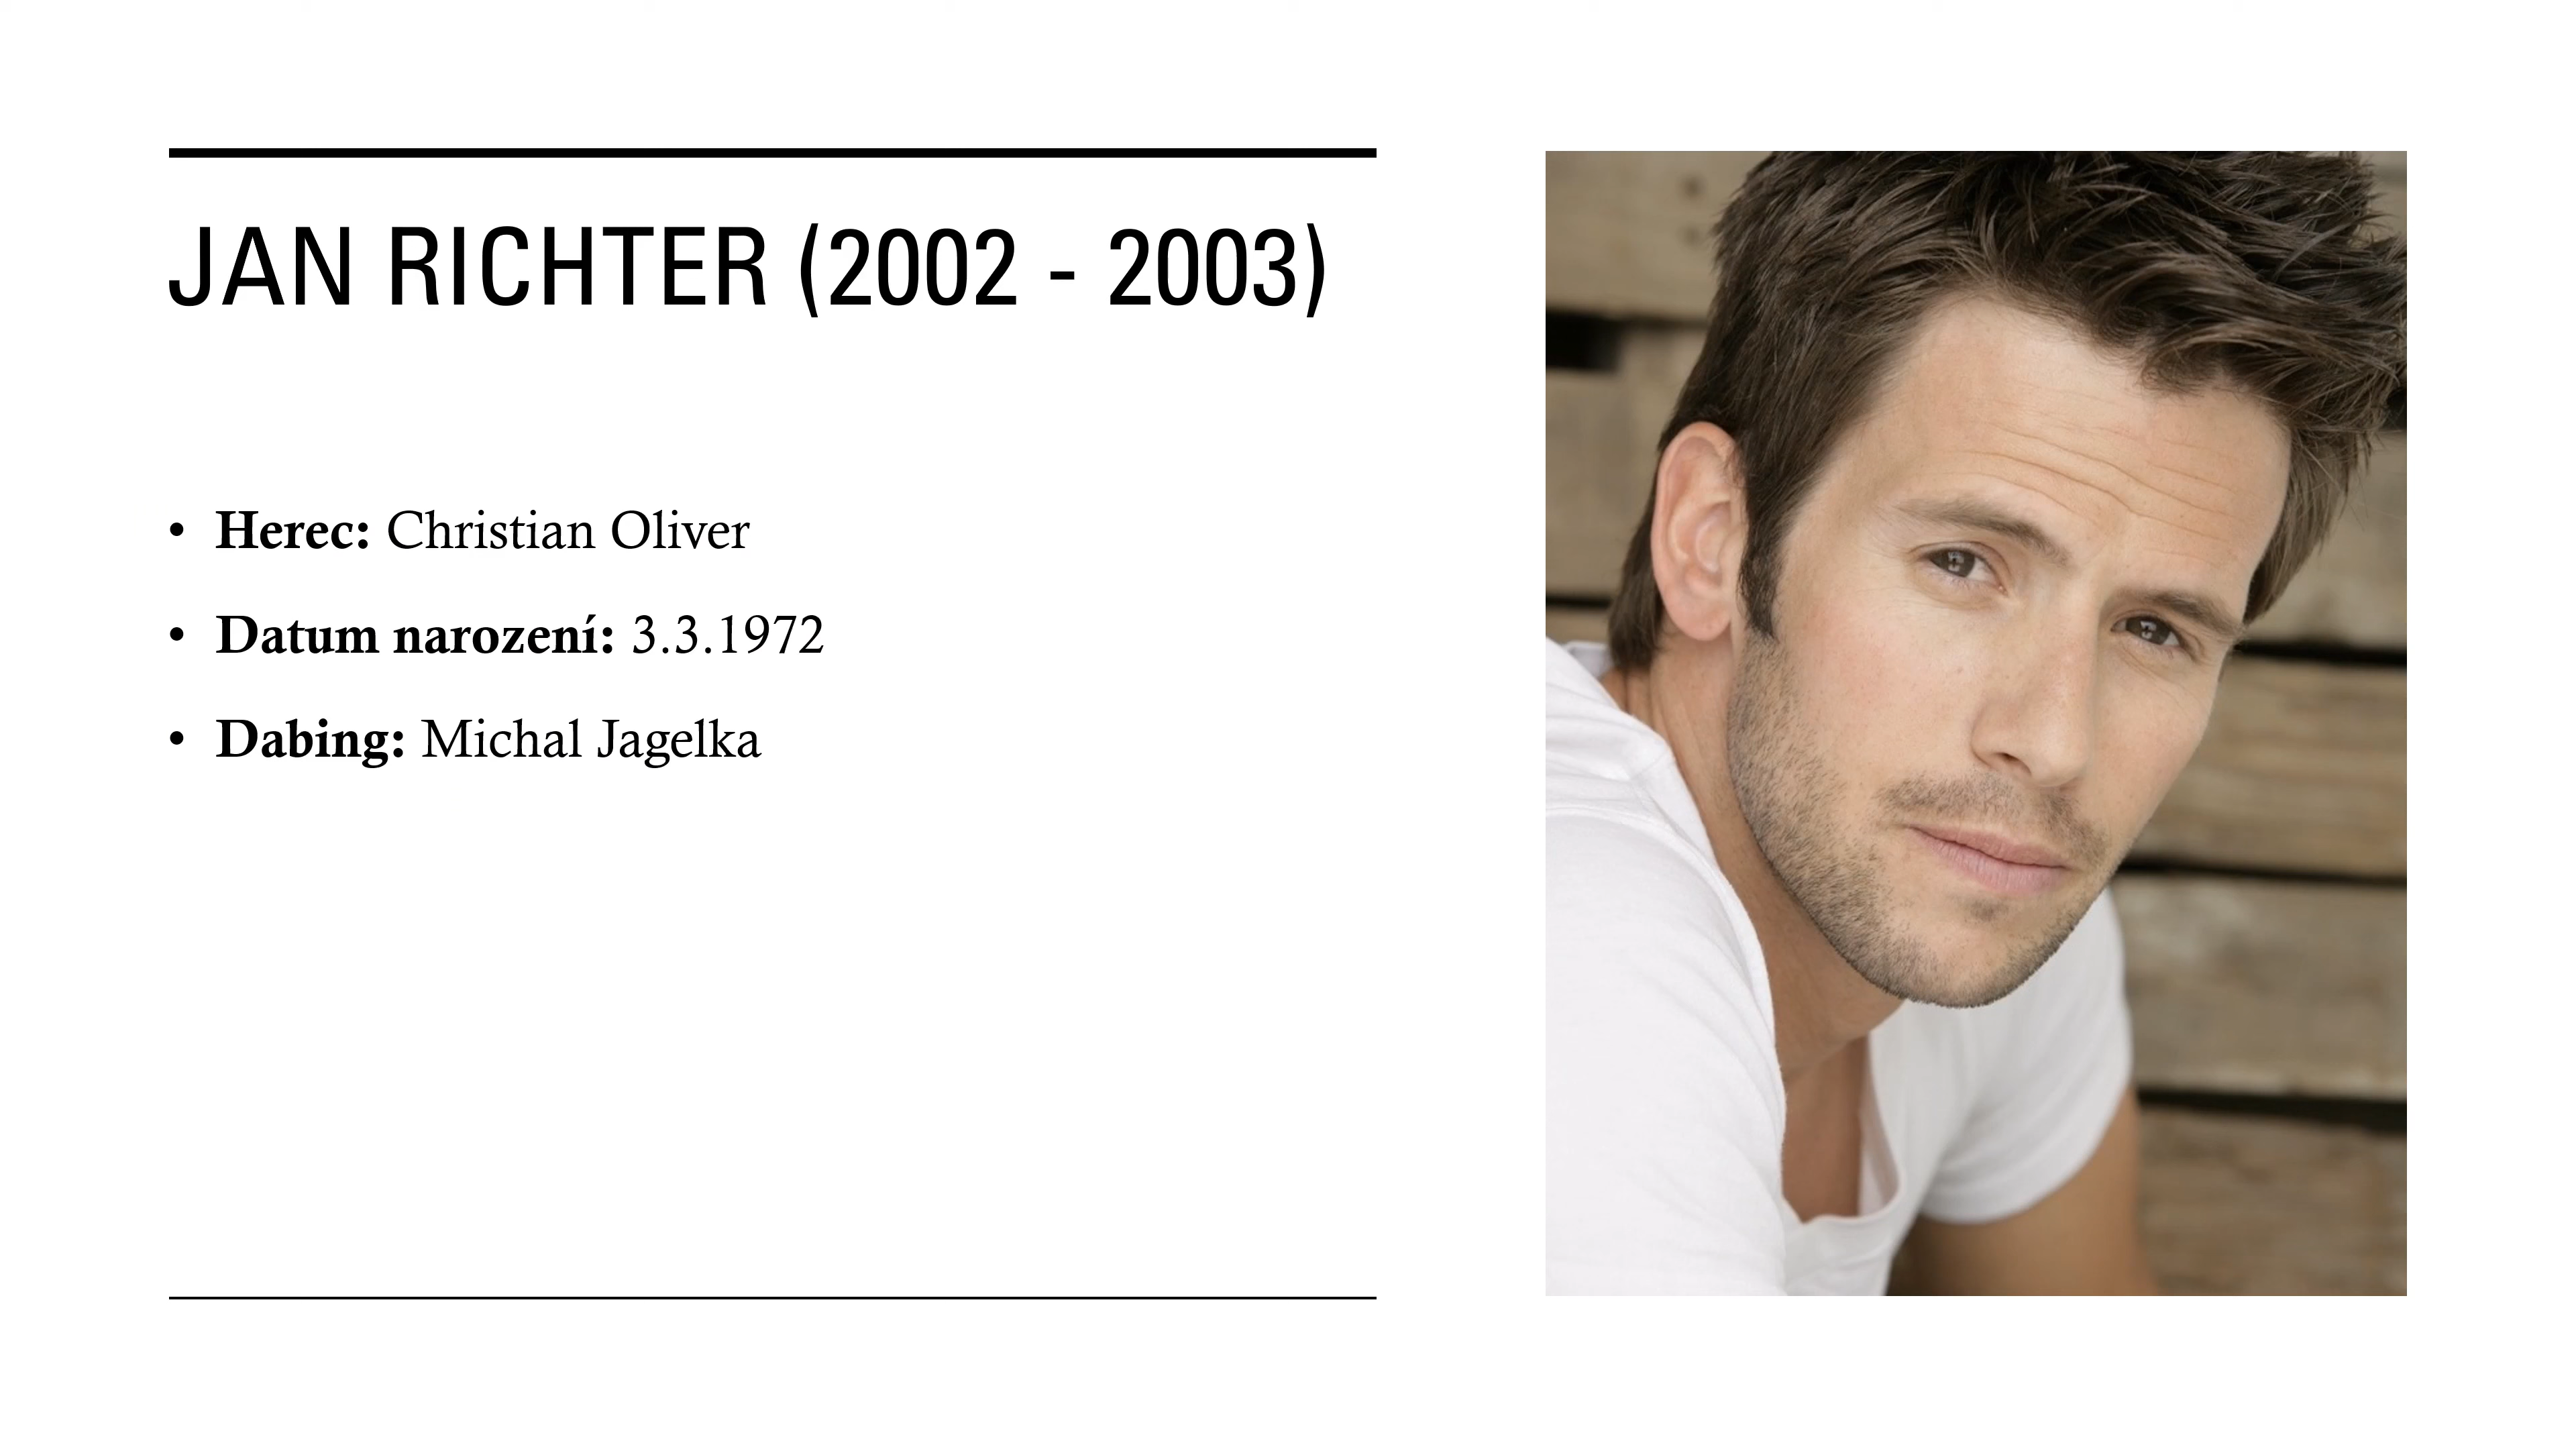 JAN RICHTER (2002 - 2003)
• Herec: Christian Oliver
• Datum narození: 3.3.1972
• Dabing: Michal Jagelka